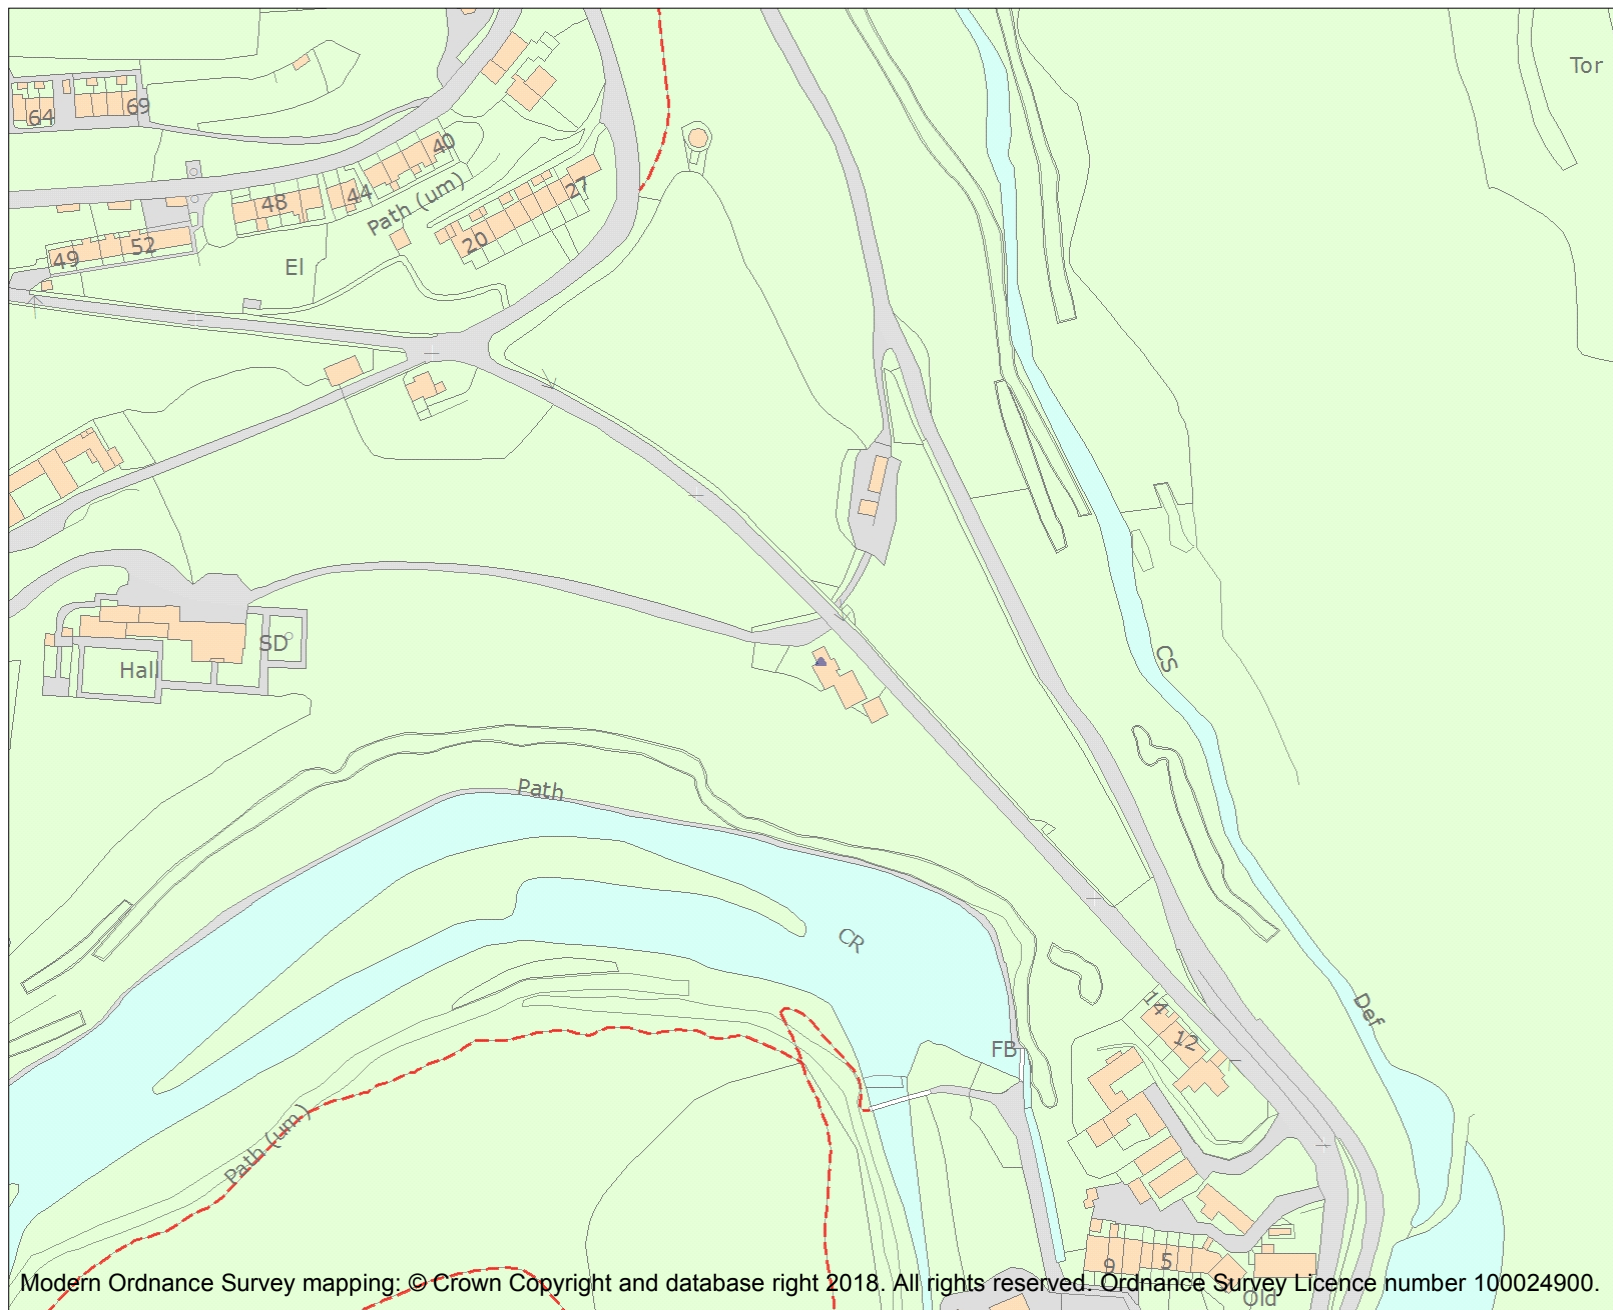 Tor
64
69
40
44
48
27
Path (um)
20
52
49
El
SD
Hall
CS
Path
CR
Def
14
12
FB
Path (um)
9
5
Modern Ordnance Survey mapping: © Crown Copyright and database right 2018. All rights reserved. Ordnance Survey Licence number 100024900.
Old